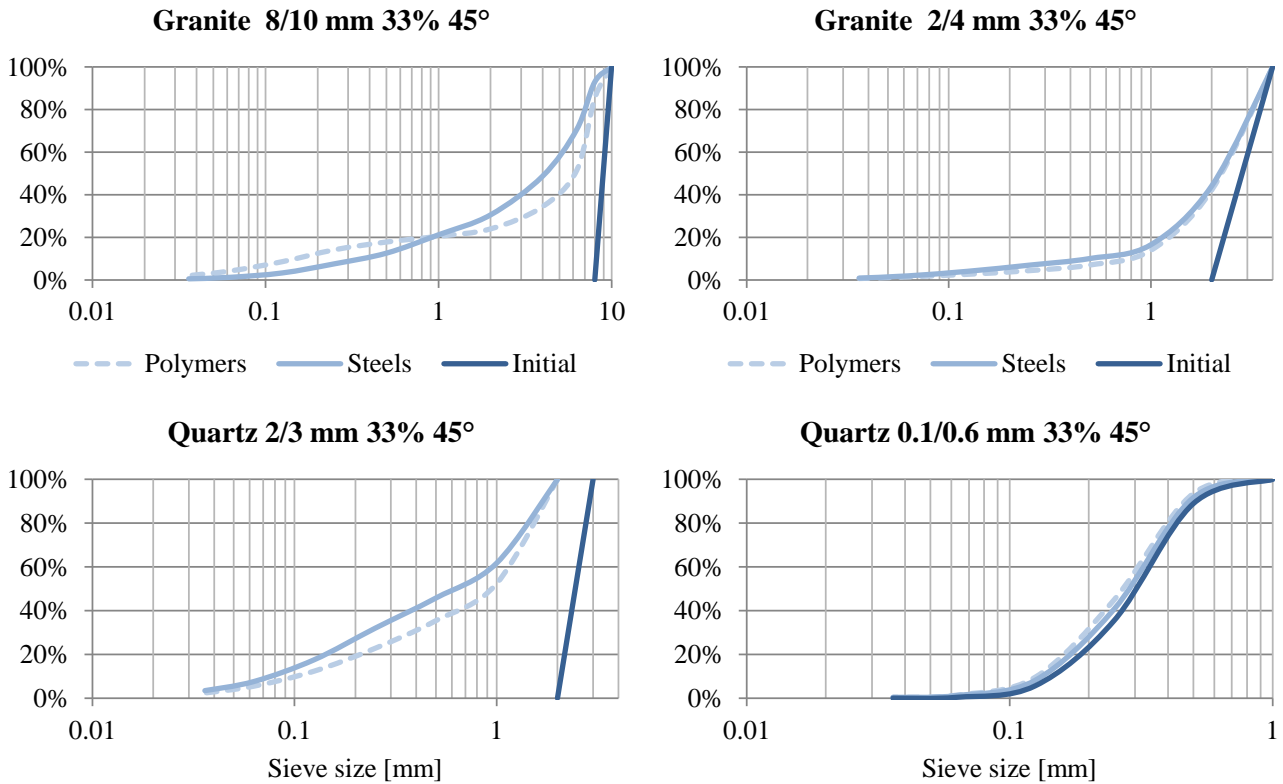 Granite 8/10 mm 33% 45°
100%
80%
60%
40%
20%
0%
0.01 0.1 1 10
Polymers Steels Initial
Granite 2/4 mm 33% 45°
100%
80%
60%
40%
20%
0%
0.01 0.1 1
Polymers Steels Initial
Quartz 2/3 mm 33% 45°
100%
80%
60%
40%
20%
0%
0.01 0.1 1
Sieve size [mm]
Quartz 0.1/0.6 mm 33% 45°
100%
80%
60%
40%
20%
0%
0.01 0.1 1
Sieve size [mm]